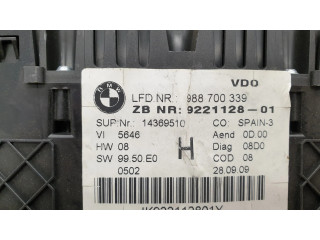 BMW
VDO
LFD NR : 988 700 339
ZB NR: 9221128-01
SUP.Nr.: 14369510 CO: SPAIN-3
VI 5646 Aend 0D.00
HW 08 H Diag 08D0
SW 99.50.E0 COD 08
0502 28.09.09